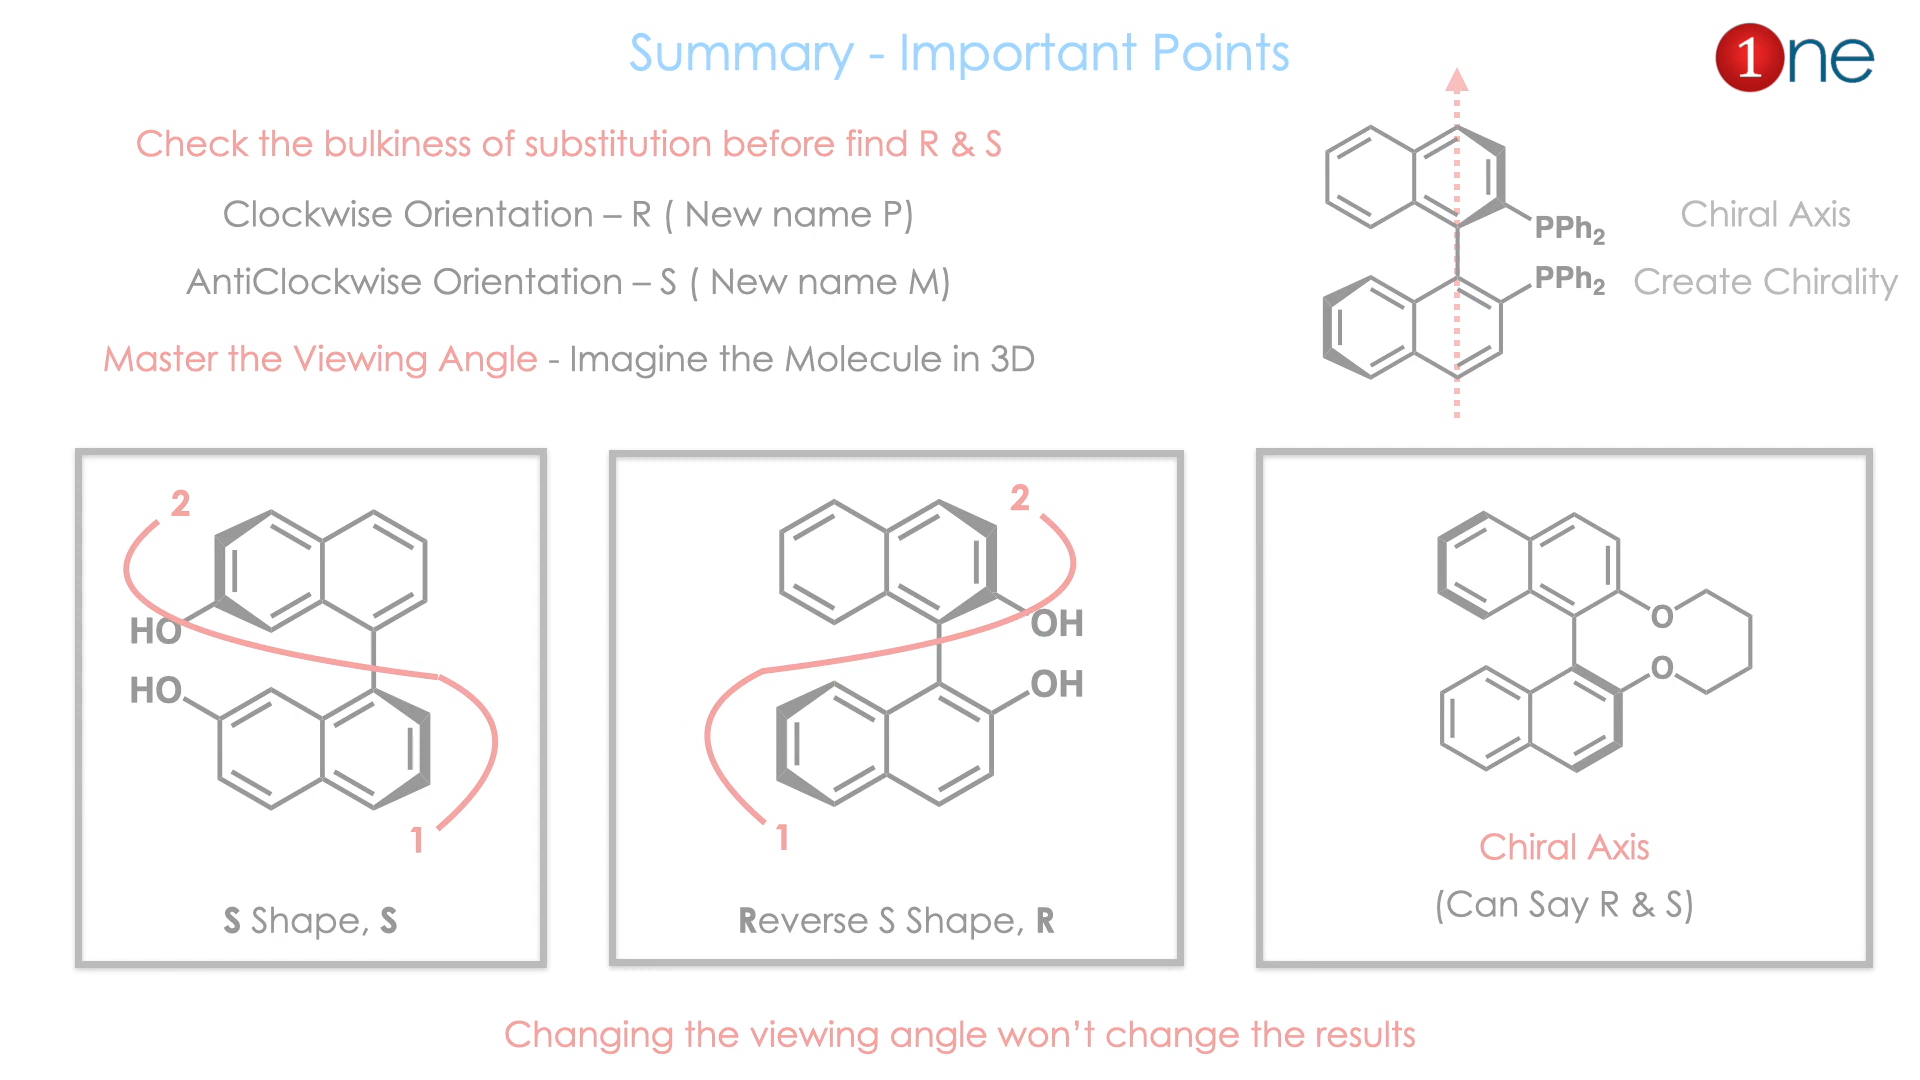 Summary - Important Points
1ne
Check the bulkiness of substitution before find R & S
Clockwise Orientation – R ( New name P)
AntiClockwise Orientation – S ( New name M)
Master the Viewing Angle - Imagine the Molecule in 3D
PPh2
PPh2
Chiral Axis
Create Chirality
2
HO
HO
1
S Shape, S
2
OH
OH
1
Reverse S Shape, R
O
O
Chiral Axis
(Can Say R & S)
Changing the viewing angle won’t change the results